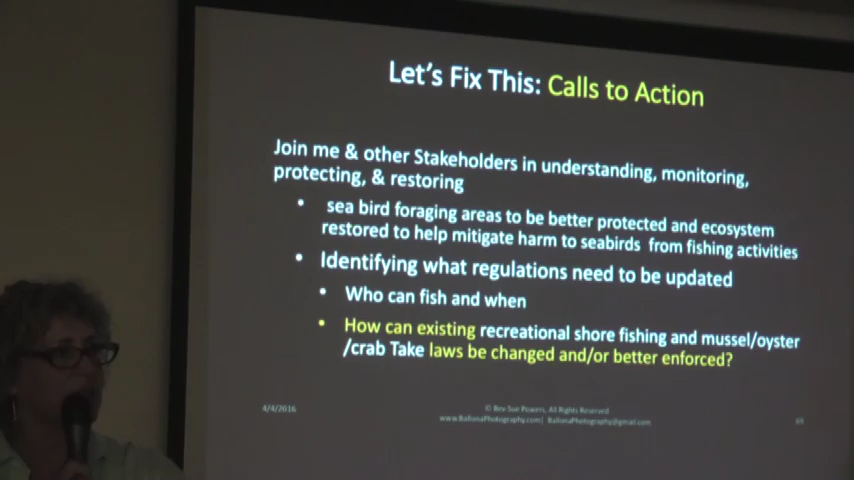 Let's Fix This: Calls to Action
Join me & other Stakeholders in understanding, monitoring,
protecting, & restoring
• sea bird foraging areas to be better protected and ecosystem
restored to help mitigate harm to seabirds from fishing activities
• Identifying what regulations need to be updated
• Who can fish and when
• How can existing recreational shore fishing and mussel/oyster
/crab Take laws be changed and/or better enforced?
4/4/2016
© Bev-Sue Powers, All Rights Reserved
www.BallonaPhotography.com| BallonaPhotography@gmail.com